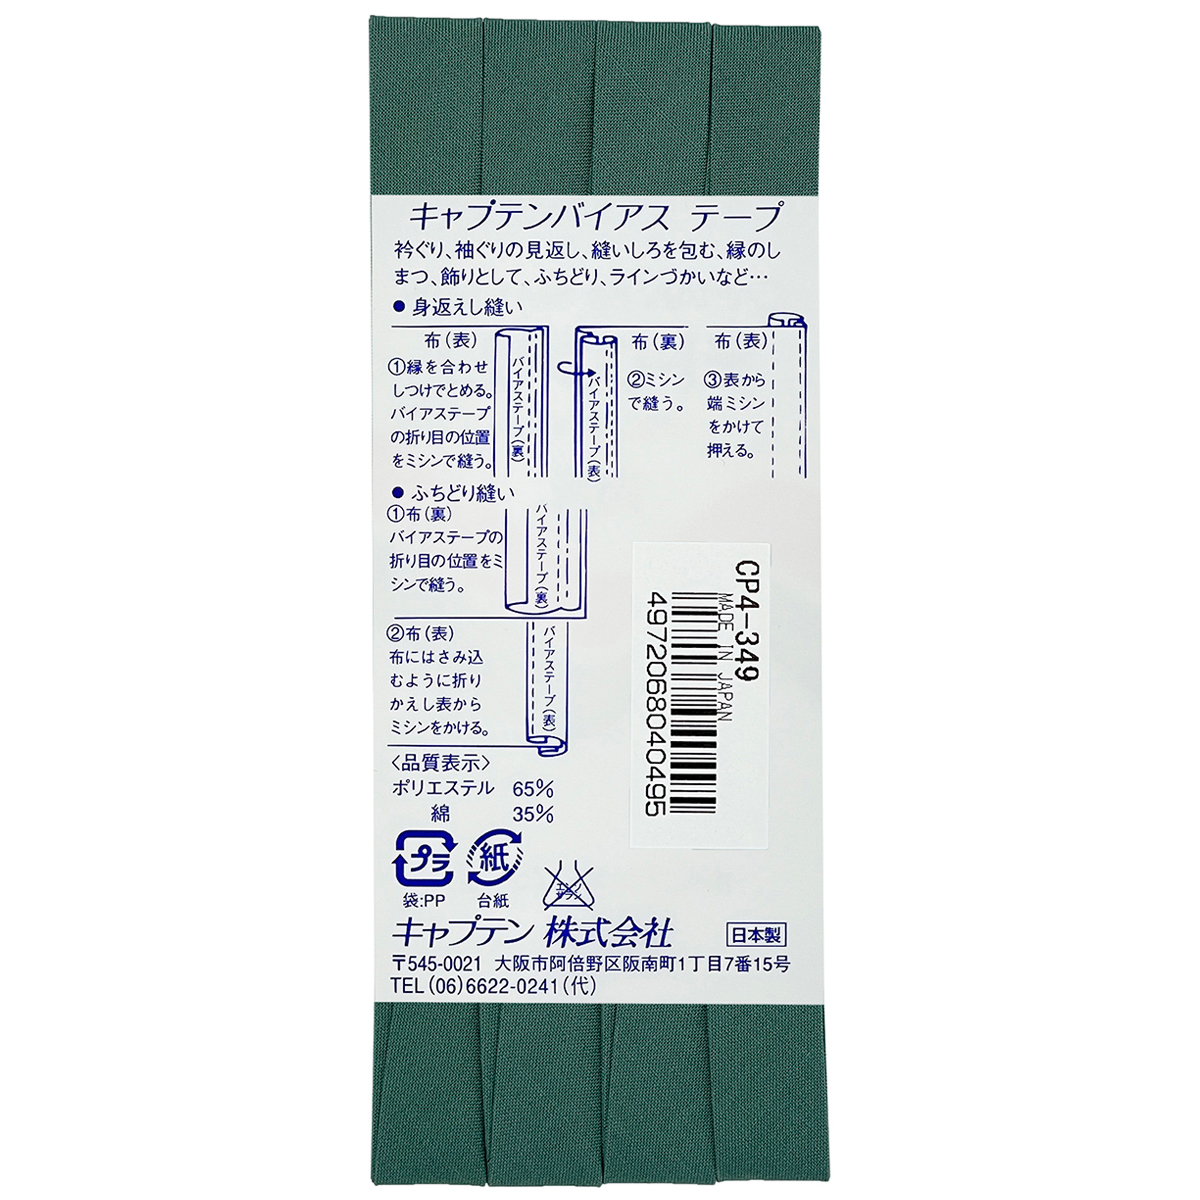 キャプテンバイアス テープ
衿ぐり、袖ぐりの見返し、縫いしろを包む、縁のし
まつ、飾りとして、ふちどり、ラインづかいなど…
● 身返えし縫い
布(表)
①縁を合わせ
しつけでとめる。
バイアステープ
の折り目の位置
をミシンで縫う。
バイアステープ(裏)
布(裏)
②ミシン
で縫う。
バイアステープ(表)
布(表)
③表から
端ミシン
をかけて
押える。
● ふちどり縫い
①布(裏)
バイアステープの
折り目の位置をミ
シンで縫う。
バイアステープ(裏)
②布(表)
布にはさみ込
むように折り
かえし表から
ミシンをかける。
バイアステープ(表)
CP4-349
MADE IN JAPAN
4972068040495
〈品質表示〉
ポリエステル 65%
綿 35%
プラ
紙
エンソ
サラシ
袋:PP 台紙
キャプテン 株式会社
日本製
〒545-0021 大阪市阿倍野区阪南町1丁目7番15号
TEL(06)6622-0241(代)